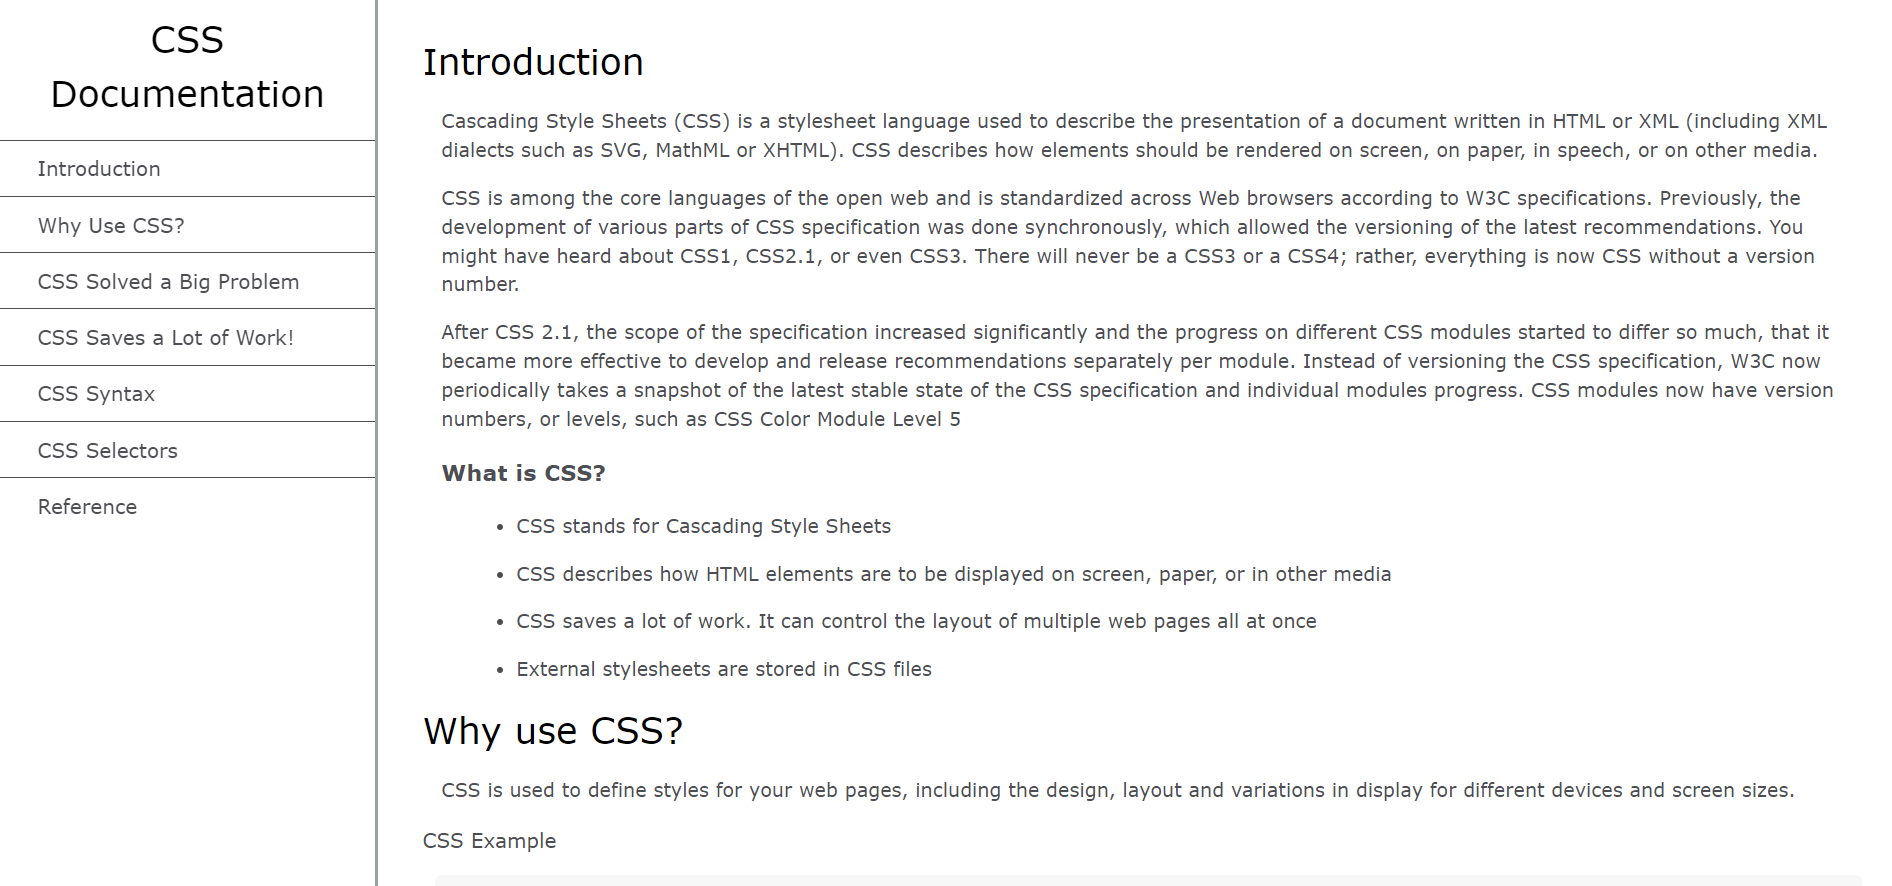 CSS
Documentation
Introduction
Why Use CSS?
CSS Solved a Big Problem
CSS Saves a Lot of Work!
CSS Syntax
CSS Selectors
Reference
Introduction
Cascading Style Sheets (CSS) is a stylesheet language used to describe the presentation of a document written in HTML or XML (including XML
dialects such as SVG, MathML or XHTML). CSS describes how elements should be rendered on screen, on paper, in speech, or on other media.
CSS is among the core languages of the open web and is standardized across Web browsers according to W3C specifications. Previously, the
development of various parts of CSS specification was done synchronously, which allowed the versioning of the latest recommendations. You
might have heard about CSS1, CSS2.1, or even CSS3. There will never be a CSS3 or a CSS4; rather, everything is now CSS without a version
number.
After CSS 2.1, the scope of the specification increased significantly and the progress on different CSS modules started to differ so much, that it
became more effective to develop and release recommendations separately per module. Instead of versioning the CSS specification, W3C now
periodically takes a snapshot of the latest stable state of the CSS specification and individual modules progress. CSS modules now have version
numbers, or levels, such as CSS Color Module Level 5
What is CSS?
• CSS stands for Cascading Style Sheets
• CSS describes how HTML elements are to be displayed on screen, paper, or in other media
• CSS saves a lot of work. It can control the layout of multiple web pages all at once
• External stylesheets are stored in CSS files
Why use CSS?
CSS is used to define styles for your web pages, including the design, layout and variations in display for different devices and screen sizes.
CSS Example